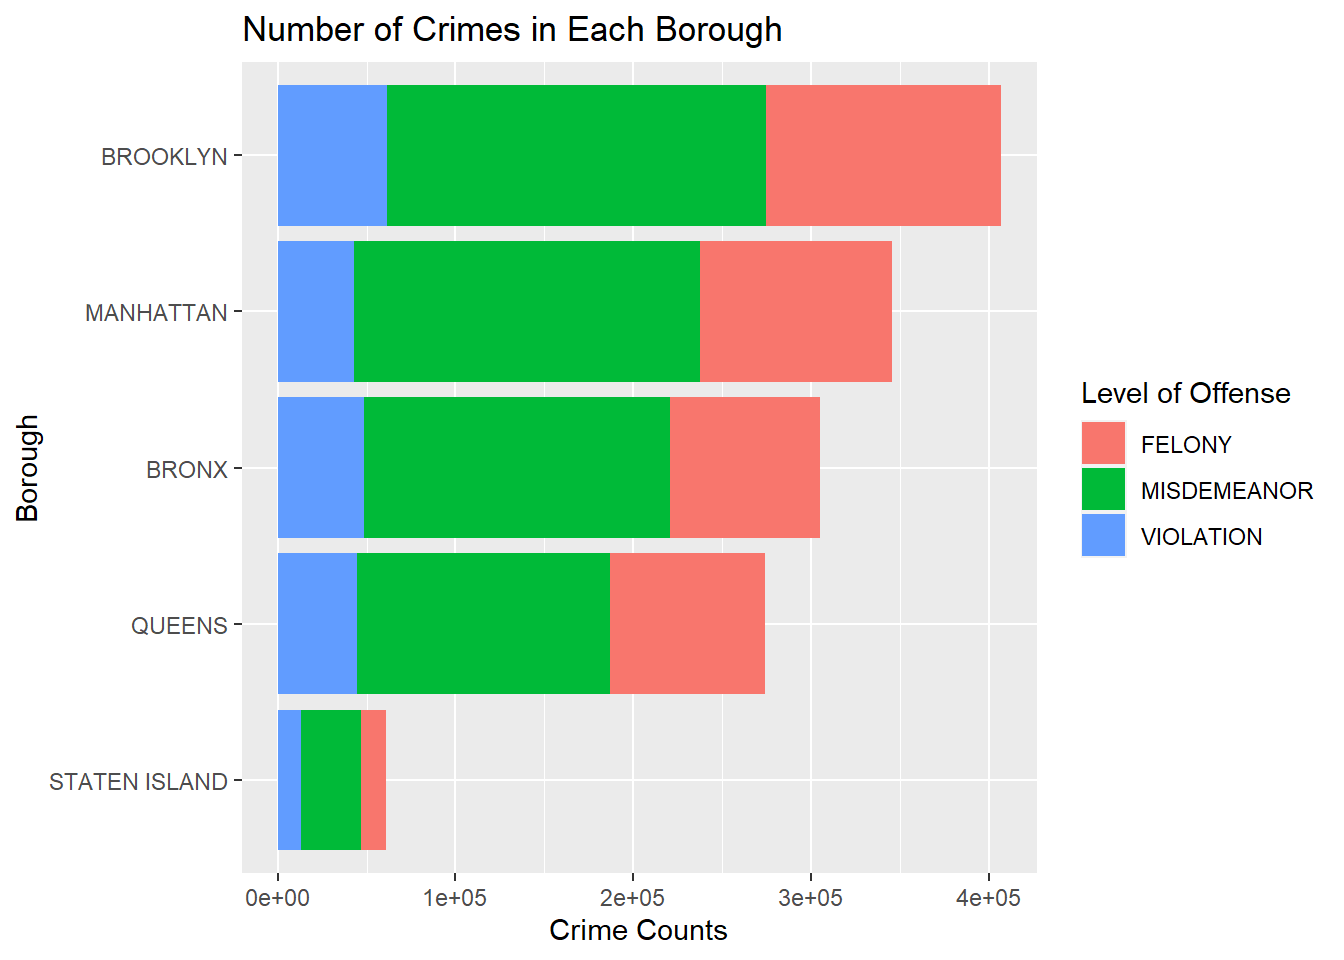 Number of Crimes in Each Borough
BROOKLYN
MANHATTAN
BRONX
QUEENS
STATEN ISLAND
Borough
0e+00 1e+05 2e+05 3e+05 4e+05
Crime Counts
Level of Offense
FELONY
MISDEMEANOR
VIOLATION